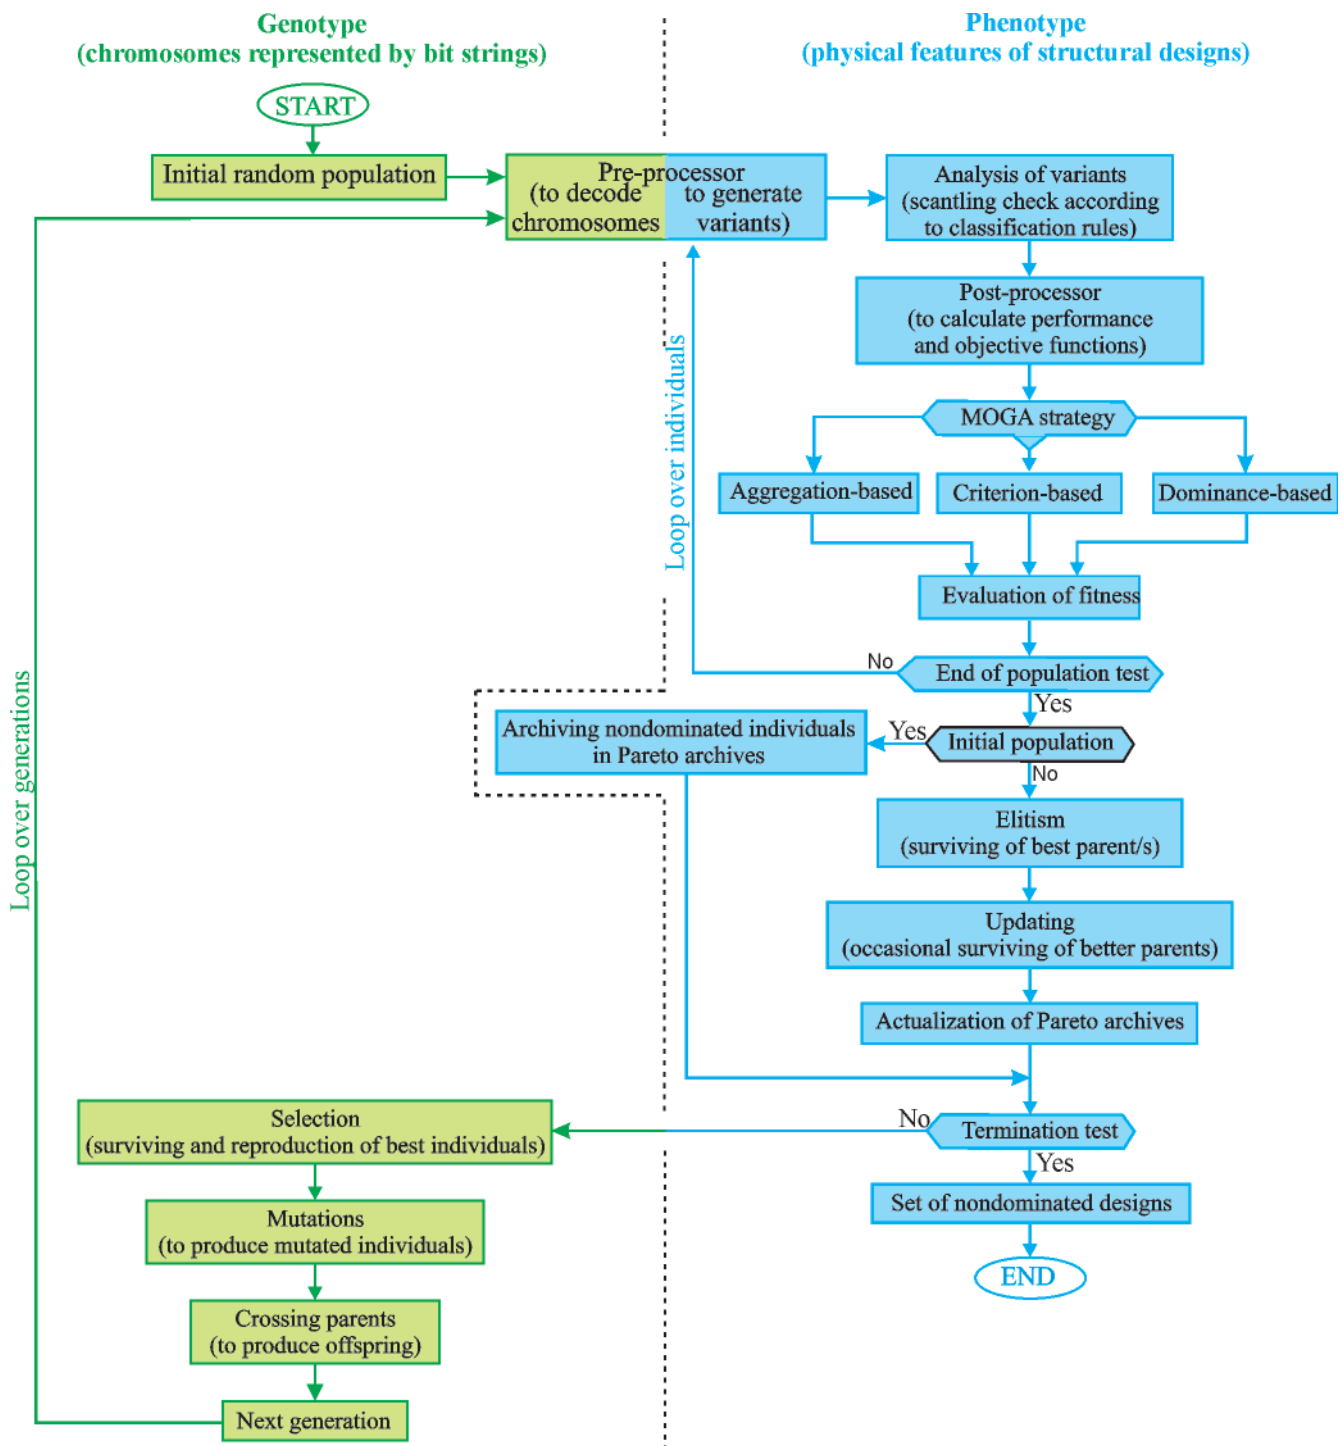 Genotype
(chromosomes represented by bit strings)
Phenotype
(physical features of structural designs)
START
Initial random population
Pre-processor
(to decode
chromosomes
to generate
variants)
Analysis of variants
(scantling check according
to classification rules)
Post-processor
(to calculate performance
and objective functions)
MOGA strategy
Aggregation-based
Criterion-based
Dominance-based
Evaluation of fitness
Loop over individuals
No
End of population test
Yes
Initial population
Yes
Archiving nondominated individuals
in Pareto archives
No
Elitism
(surviving of best parent/s)
Updating
(occasional surviving of better parents)
Actualization of Pareto archives
No
Termination test
Yes
Set of nondominated designs
END
Selection
(surviving and reproduction of best individuals)
Mutations
(to produce mutated individuals)
Crossing parents
(to produce offspring)
Next generation
Loop over generations